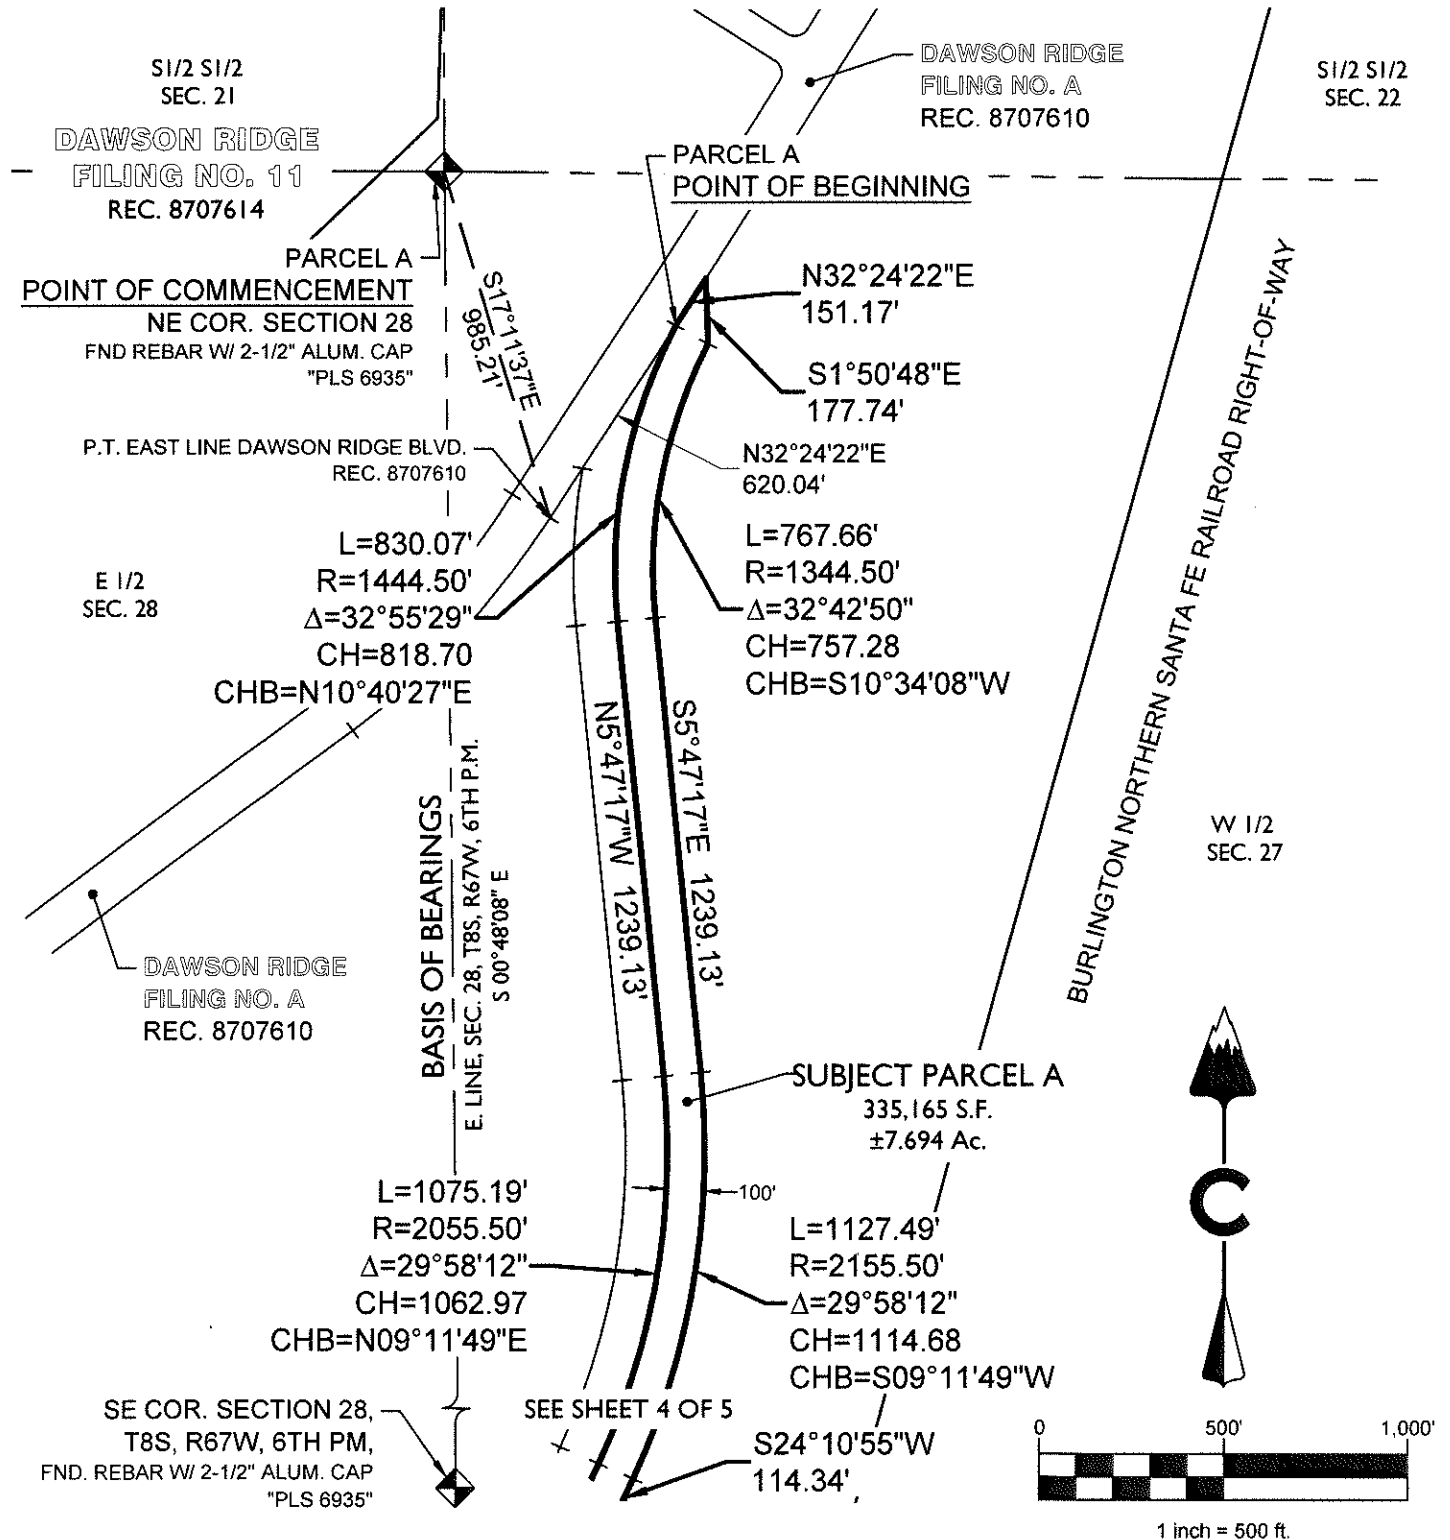 S1/2 S1/2
SEC. 21
DAWSON RIDGE
FILING NO. 11
REC. 8707614
DAWSON RIDGE
FILING NO. A
REC. 8707610
S1/2 S1/2
SEC. 22
PARCEL A
POINT OF BEGINNING
PARCEL A
POINT OF COMMENCEMENT
NE COR. SECTION 28
FND REBAR W/ 2-1/2" ALUM. CAP
"PLS 6935"
S17°11'37"E
985.21'
N32°24'22"E
151.17'
S1°50'48"E
177.74'
P.T. EAST LINE DAWSON RIDGE BLVD.
REC. 8707610
N32°24'22"E
620.04'
L=830.07'
R=1444.50'
Δ=32°55'29"
CH=818.70
CHB=N10°40'27"E
L=767.66'
R=1344.50'
Δ=32°42'50"
CH=757.28
CHB=S10°34'08"W
E 1/2
SEC. 28
BURLINGTON NORTHERN SANTA FE RAILROAD RIGHT-OF-WAY
N5°47'17"W 1239.13'
S5°47'17"E 1239.13'
BASIS OF BEARINGS
E. LINE, SEC. 28, T8S, R67W, 6TH P.M.
S 00°48'08" E
W 1/2
SEC. 27
DAWSON RIDGE
FILING NO. A
REC. 8707610
SUBJECT PARCEL A
335,165 S.F.
±7.694 Ac.
100'
C
L=1075.19'
R=2055.50'
Δ=29°58'12"
CH=1062.97
CHB=N09°11'49"E
L=1127.49'
R=2155.50'
Δ=29°58'12"
CH=1114.68
CHB=S09°11'49"W
SE COR. SECTION 28,
T8S, R67W, 6TH PM,
FND. REBAR W/ 2-1/2" ALUM. CAP
"PLS 6935"
SEE SHEET 4 OF 5
S24°10'55"W
114.34'
0 500' 1,000'
1 inch = 500 ft.